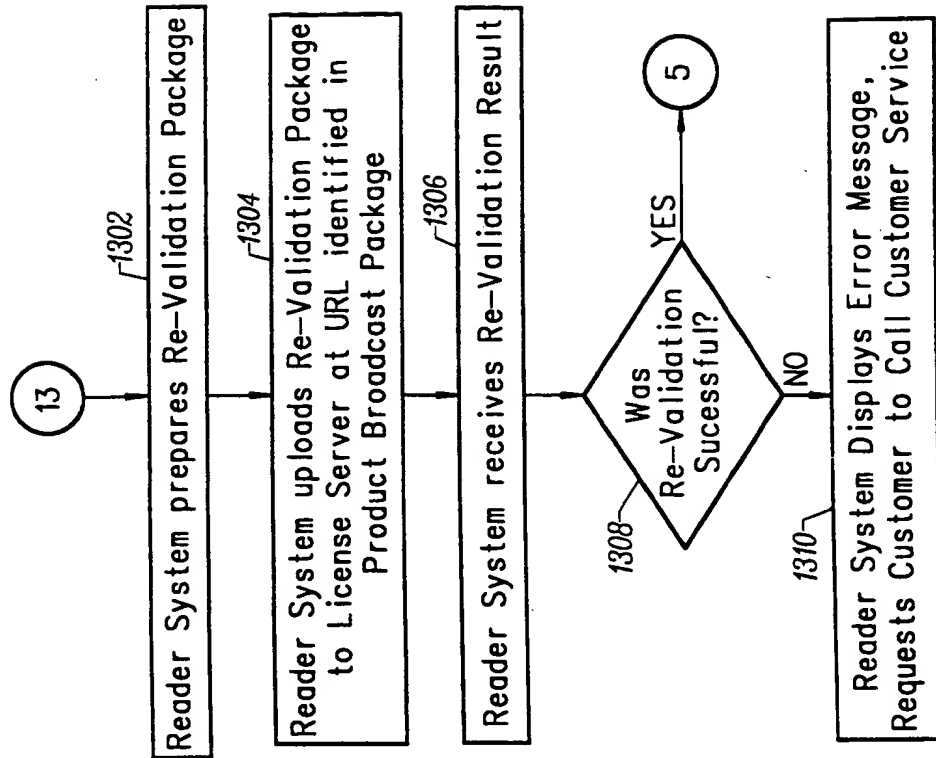 13
1302
Reader System prepares Re-Validation Package
1304
Reader System uploads Re-Validation Package
to License Server at URL identified in
Product Broadcast Package
1306
Reader System receives Re-Validation Result
1308
Was
Re-Validation
Sucessful?
YES
5
NO
1310
Reader System Displays Error Message,
Requests Customer to Call Customer Service